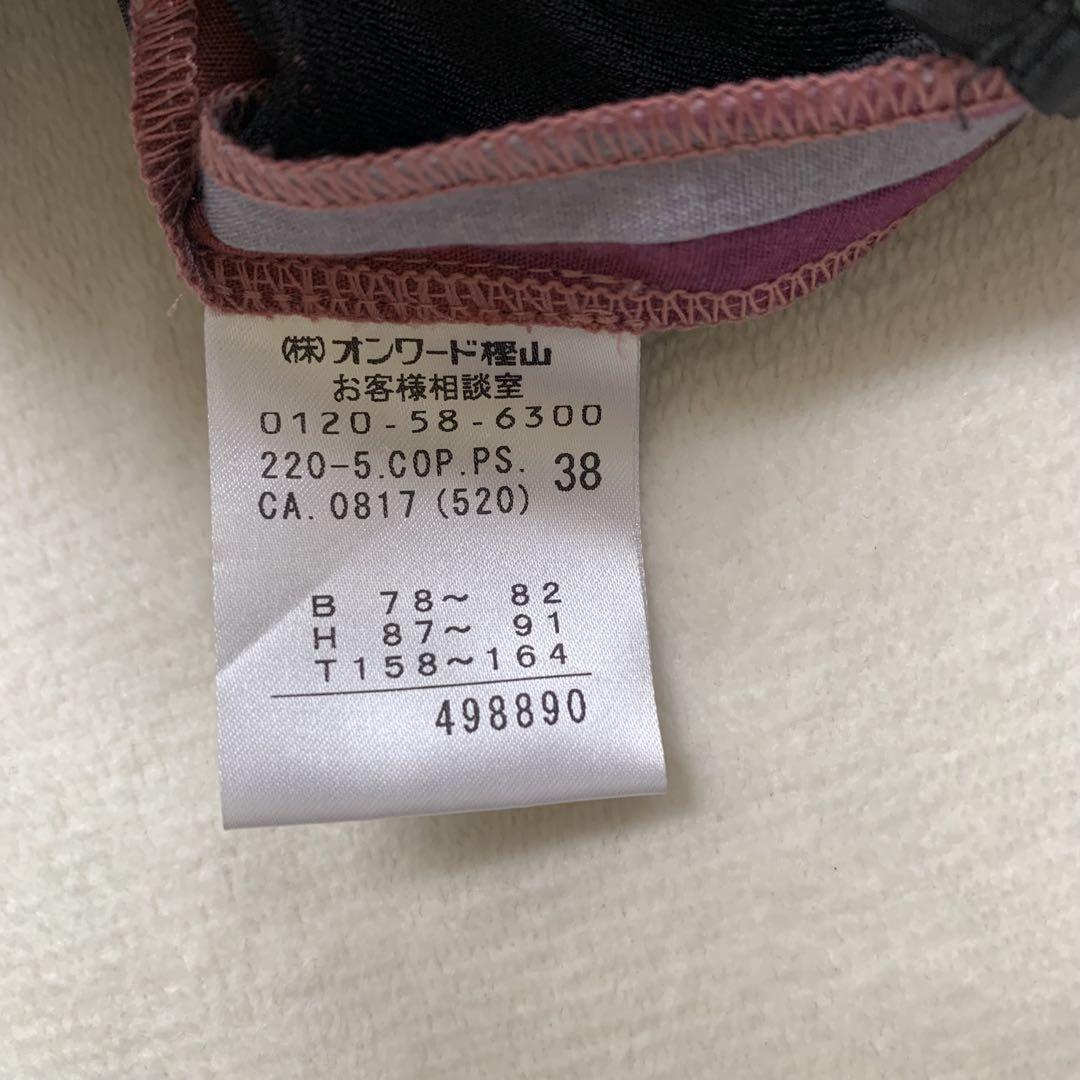 (株)オンワード樫山
お客様相談室
0120-58-6300
220-5.COP.PS. 38
CA.0817(520)
B 78～ 82
H 87～ 91
T158～164
498890